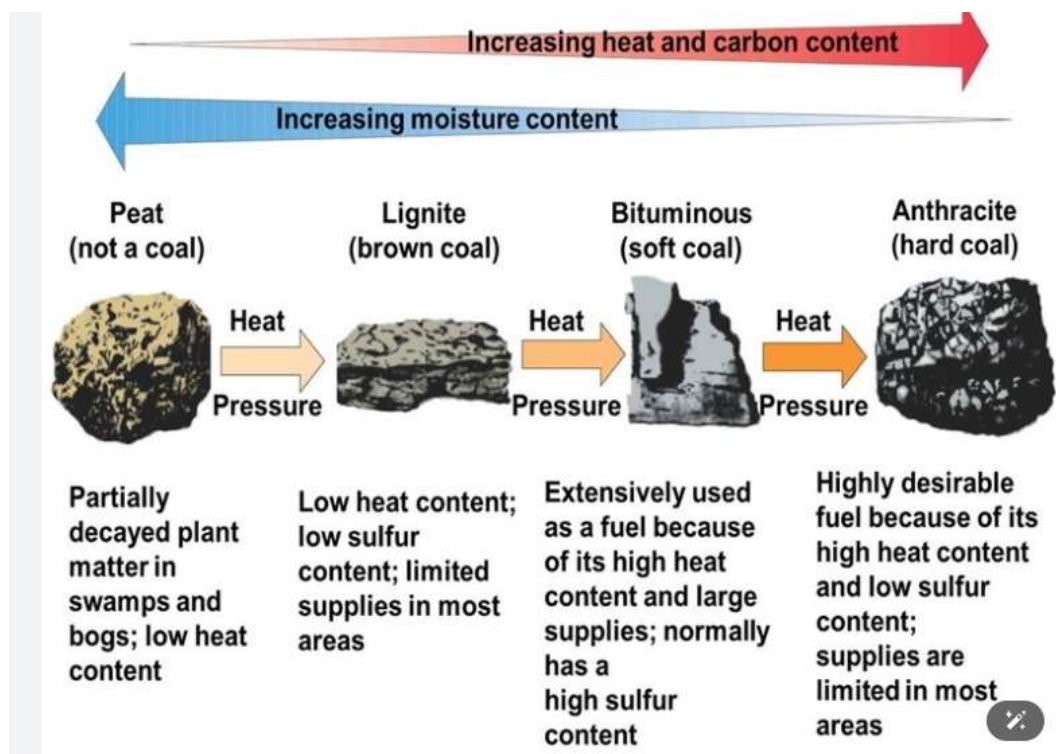 Increasing heat and carbon content
Increasing moisture content
Peat
(not a coal)
Lignite
(brown coal)
Bituminous
(soft coal)
Anthracite
(hard coal)
Heat
Pressure
Heat
Pressure
Heat
Pressure
Partially
decayed plant
matter in
swamps and
bogs; low heat
content
Low heat content;
low sulfur
content; limited
supplies in most
areas
Extensively used
as a fuel because
of its high heat
content and large
supplies; normally
has a
high sulfur
content
Highly desirable
fuel because of its
high heat content
and low sulfur
content;
supplies are
limited in most
areas